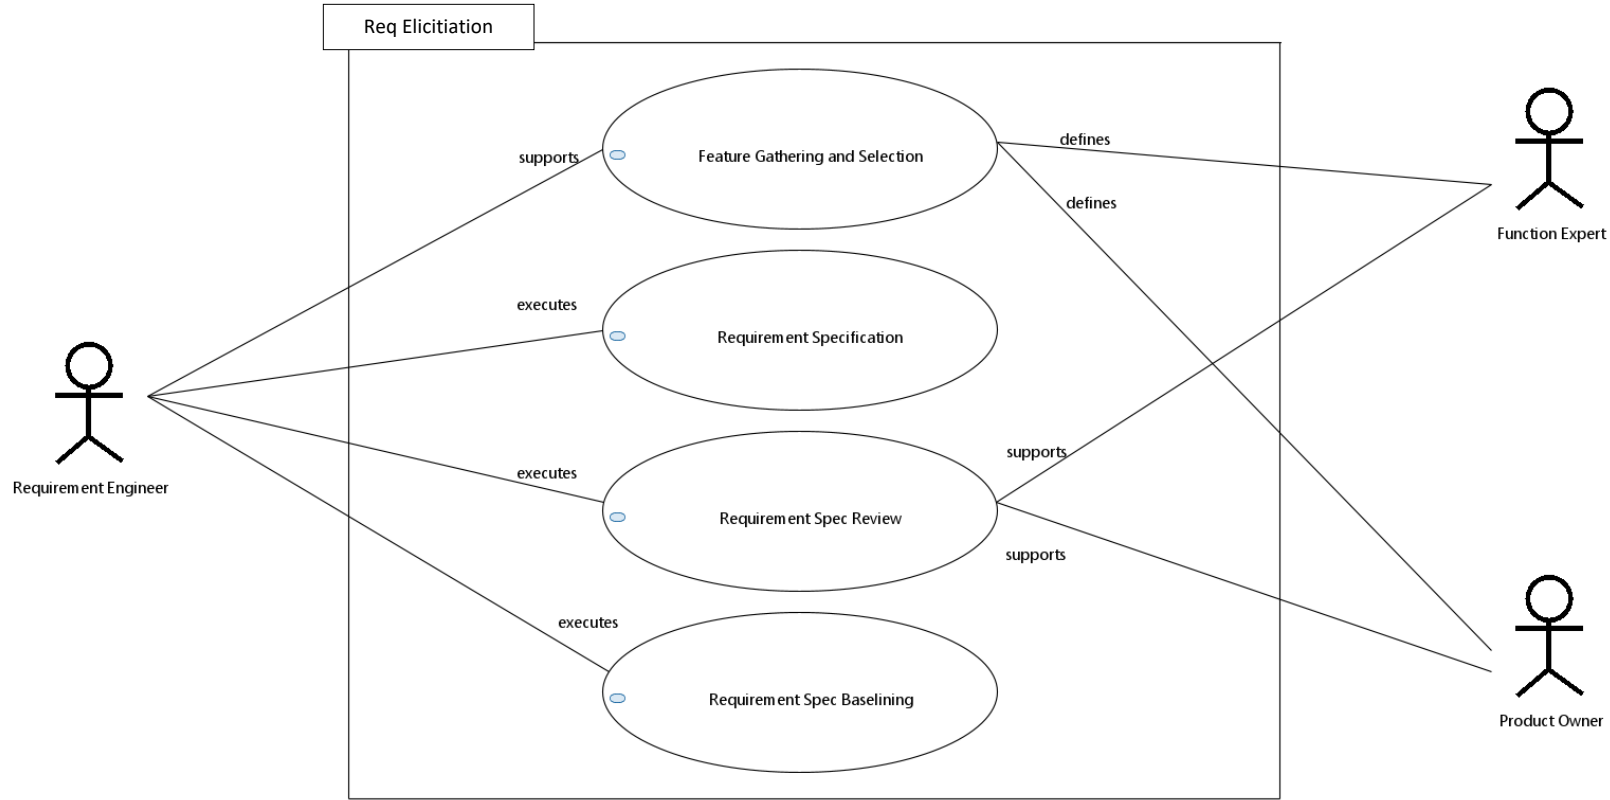 Req Elicitiation
defines
supports
Feature Gathering and Selection
defines
Function Expert
executes
Requirement Specification
supports
executes
Requirement Engineer
Requirement Spec Review
supports
executes
Requirement Spec Baselining
Product Owner